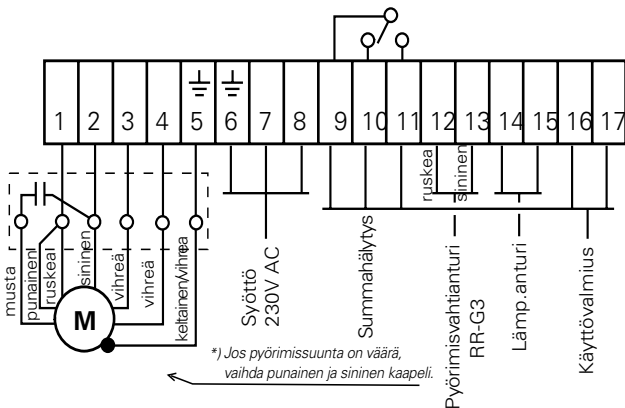 1 2 3 4 5 6 7 8 9 10 11 12 13 14 15 16 17
ruskea
sininen
musta
punainen
ruskea
sininen
vihreä
vihreä
keltainen/vihreä
M
Syöttö
230V AC
Summahälytys
Pyörimisvahtianturi
RR-G3
Lämp.anturi
Käyttövalmius
*) Jos pyörimissuunta on väärä,
vaihda punainen ja sininen kaapeli.